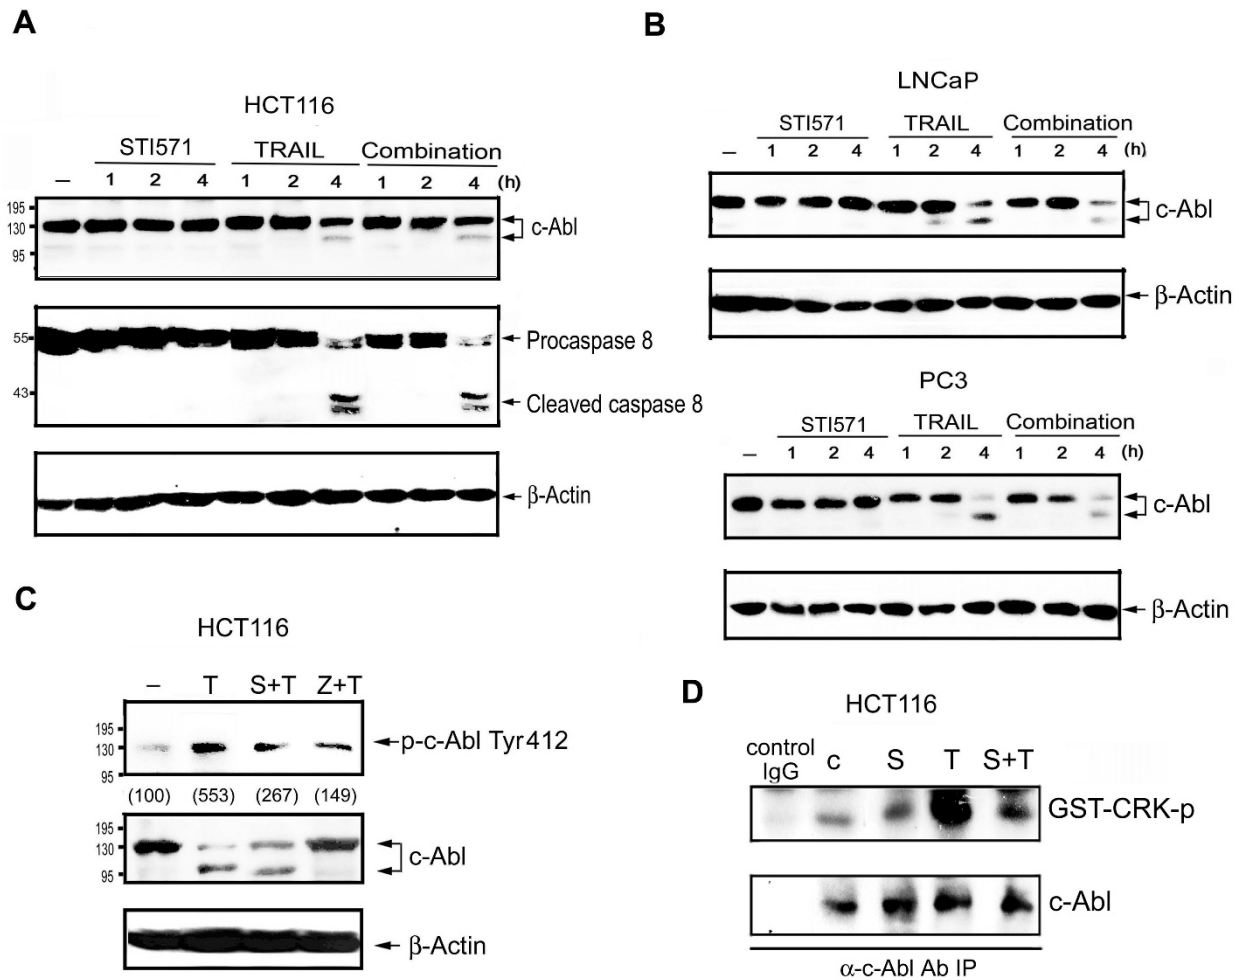 A
HCT116
STI571 TRAIL Combination
– 1 2 4 1 2 4 1 2 4 (h)
195
130
95
c-Abl
55
43
Procaspase 8
Cleaved caspase 8
β-Actin
B
LNCaP
STI571 TRAIL Combination
– 1 2 4 1 2 4 1 2 4 (h)
c-Abl
β-Actin
PC3
STI571 TRAIL Combination
– 1 2 4 1 2 4 1 2 4 (h)
c-Abl
β-Actin
C
HCT116
– T S+T Z+T
195
130
95
p-c-Abl Tyr412
(100) (553) (267) (149)
195
130
95
c-Abl
β-Actin
D
HCT116
control
IgG c S T S+T
GST-CRK-p
c-Abl
α-c-Abl Ab IP